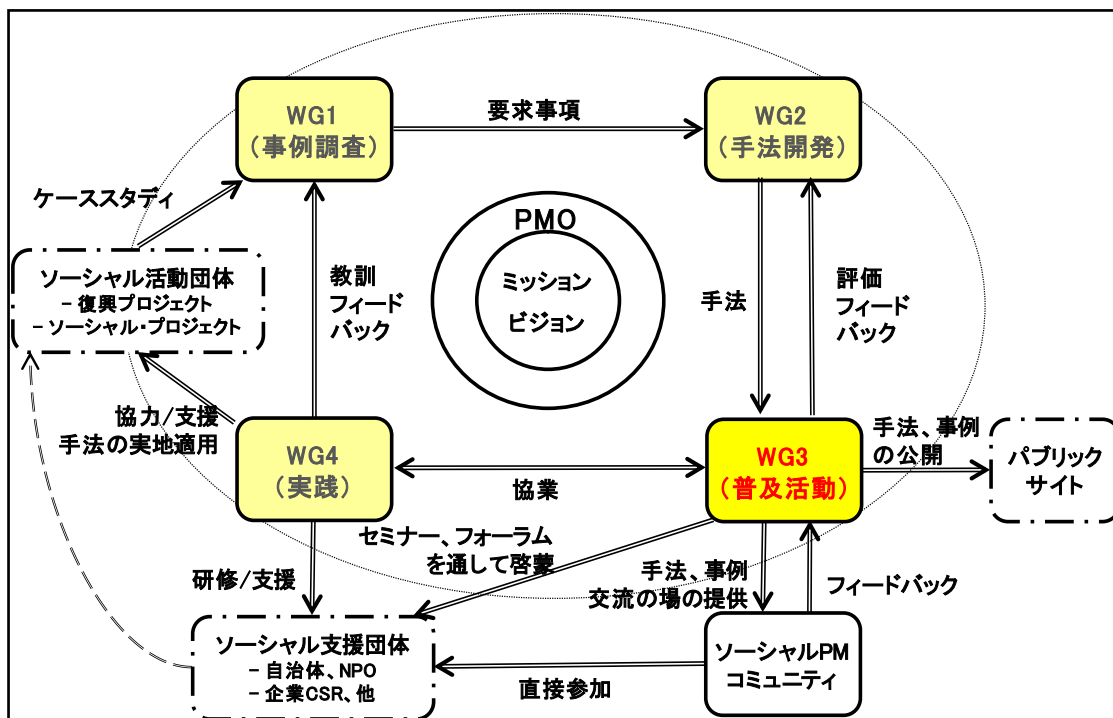 WG1
(事例調査)
要求事項
WG2
(手法開発)
ケーススタディ
PMO
ミッション
ビジョン
ソーシャル活動団体
- 復興プロジェクト
- ソーシャル・プロジェクト
教訓
フィード
バック
手法
評価
フィード
バック
協力/支援
手法の実地適用
WG4
(実践)
協業
WG3
(普及活動)
手法、事例
の公開
パブリック
サイト
セミナー、フォーラム
を通して啓蒙
研修/支援
手法、事例
交流の場の提供
フィードバック
ソーシャル支援団体
- 自治体、NPO
- 企業CSR、他
直接参加
ソーシャルPM
コミュニティ